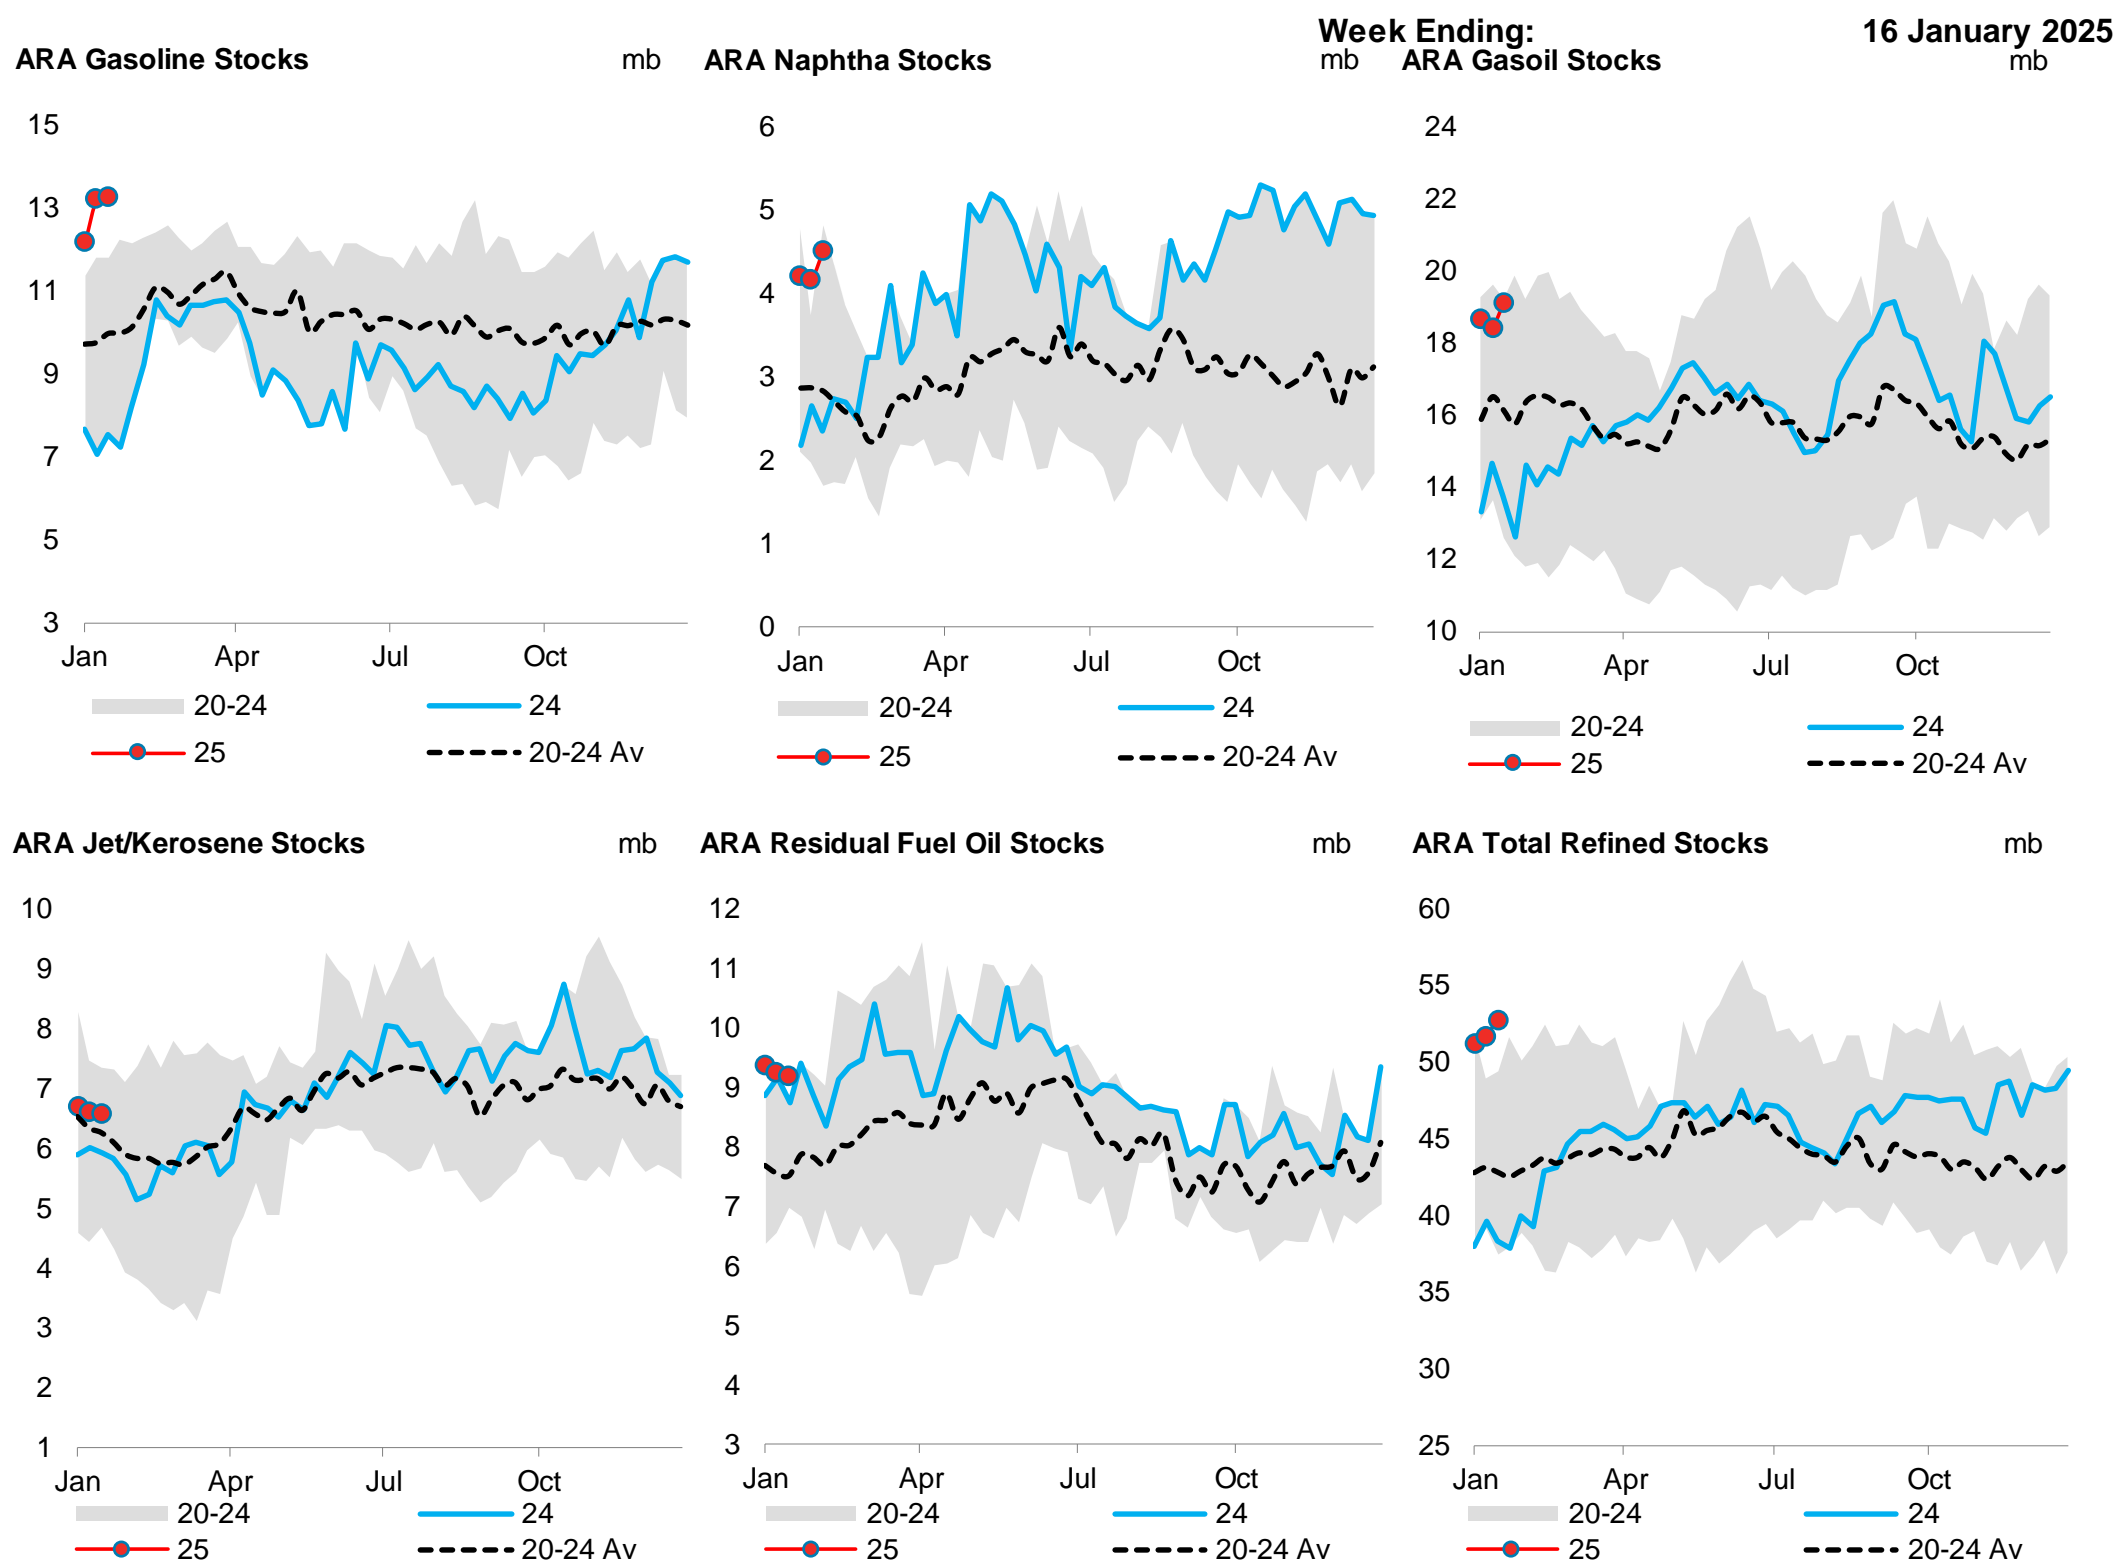 Week Ending: 16 January 2025
ARA Gasoline Stocks mb
15
13
11
9
7
5
3
Jan Apr Jul Oct
20-24 24
25 20-24 Av
ARA Naphtha Stocks mb
6
5
4
3
2
1
0
Jan Apr Jul Oct
20-24 24
25 20-24 Av
ARA Gasoil Stocks mb
24
22
20
18
16
14
12
10
Jan Apr Jul Oct
20-24 24
25 20-24 Av
ARA Jet/Kerosene Stocks mb
10
9
8
7
6
5
4
3
2
1
Jan Apr Jul Oct
20-24 24
25 20-24 Av
ARA Residual Fuel Oil Stocks mb
12
11
10
9
8
7
6
5
4
3
Jan Apr Jul Oct
20-24 24
25 20-24 Av
ARA Total Refined Stocks mb
60
55
50
45
40
35
30
25
Jan Apr Jul Oct
20-24 24
25 20-24 Av